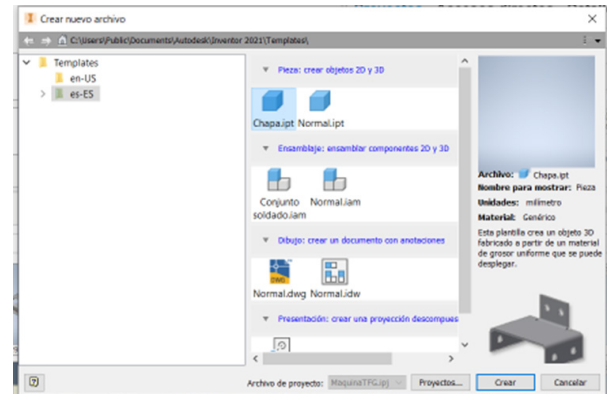 Crear nuevo archivo
C:\Users\Public\Documents\Autodesk\Inventor 2021\Templates\
Templates
en-US
es-ES
Pieza: crear objetos 2D y 3D
Chapa.ipt Normal.ipt
Ensamblaje: ensamblar componentes 2D y 3D
Conjunto soldado.iam Normal.iam
Dibujo: crear un documento con anotaciones
DWG
Normal.dwg Normal.idw
Presentación: crear una proyección descompues
Archivo: Chapa.ipt
Nombre para mostrar: Pieza
Unidades: milímetro
Material: Genérico
Esta plantilla crea un objeto 3D
fabricado a partir de un material
de grosor uniforme que se puede
desplegar.
Archivo de proyecto: MaquinaTFG.ipj
Proyectos...
Crear
Cancelar